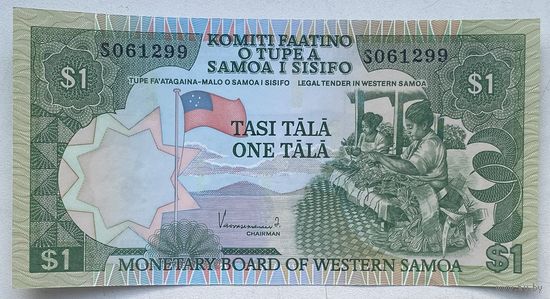 KOMITI FAATINO
O TUPE A
SAMOA I SISIFO
S061299
S061299
$1
$1
TUPE FA'ATAGAINA-MALO O SAMOA I SISIFO LEGAL TENDER IN WESTERN SAMOA
TASI TĀLĀ
ONE TĀLĀ
CHAIRMAN
$1
$1
MONETARY BOARD OF WESTERN SAMOA